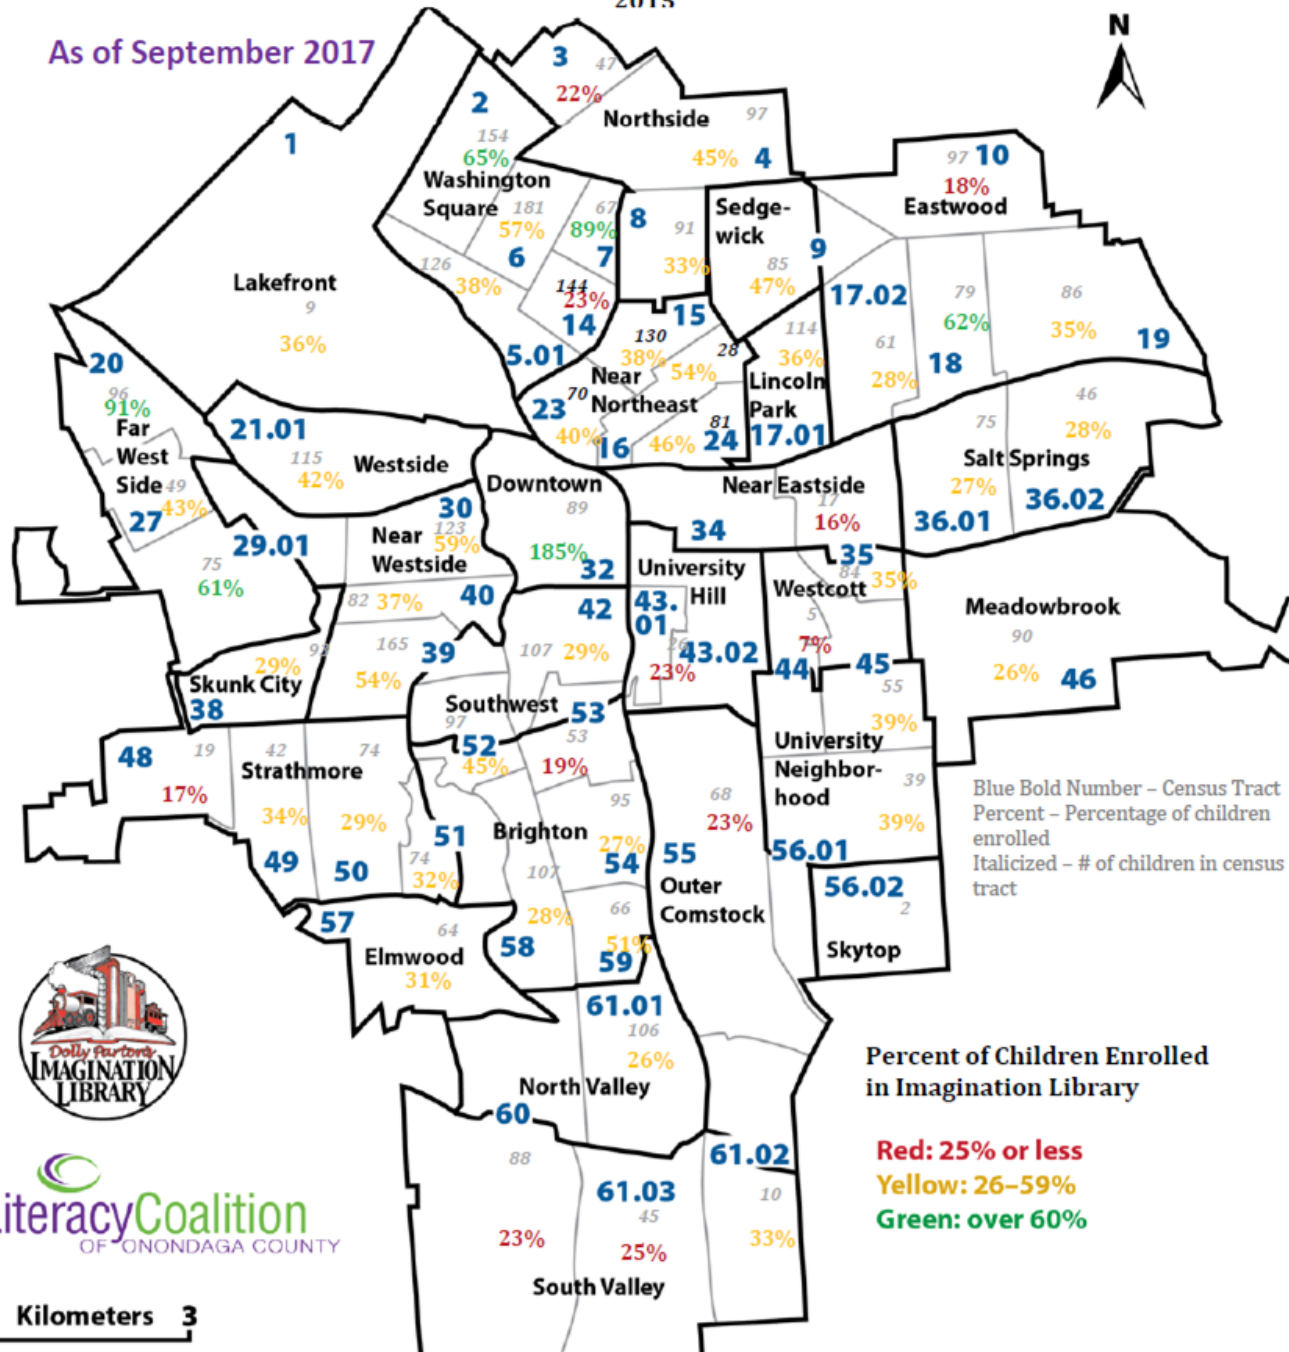 2015
As of September 2017
N
3
47
22%
2
154
65%
Northside
97
45% 4
1
97 10
18%
Eastwood
Washington
Square 181
57%
6
67
89%
7
8
91
33%
Sedge-
wick
85
47%
9
126
38%
144
23%
14
5.01
Lakefront
9
36%
17.02
61
28%
79
62%
18
86
35%
19
15
130
38%
28
54%
114
36%
Lincoln
Park
17.01
Near
Northeast
70
23
40%
16
46%
81
24
20
96
91%
Far
West
Side 49
43%
27
21.01
115
42%
Westside
Downtown
89
185%
32
Near Eastside
17
16%
34
75
46
28%
Salt Springs
27%
36.01
36.02
30
123
59%
Near
Westside
29.01
75
61%
82 37% 40
University
Hill
43.
01
26
43.02
23%
35
84 35%
Westcott
5
7%
44
45
Meadowbrook
90
26% 46
42
107 29%
165
39
54%
93
29%
Skunk City
38
Southwest
97
53
52
45%
53
19%
55
39%
University
Neighbor-
hood
39
39%
56.01
48
19
17%
42
Strathmore
74
34%
29%
49
50
51
74
32%
Brighton
95
27%
54
107
28%
58
66
51%
59
68
23%
55
Outer
Comstock
56.02
2
Skytop
Blue Bold Number – Census Tract
Percent – Percentage of children
enrolled
Italicized – # of children in census
tract
57
64
Elmwood
31%
61.01
106
26%
North Valley
60
88
23%
61.03
45
25%
South Valley
61.02
10
33%
Dolly Parton's
IMAGINATION
LIBRARY
Percent of Children Enrolled
in Imagination Library
Red: 25% or less
Yellow: 26–59%
Green: over 60%
iteracyCoalition
OF ONONDAGA COUNTY
Kilometers 3